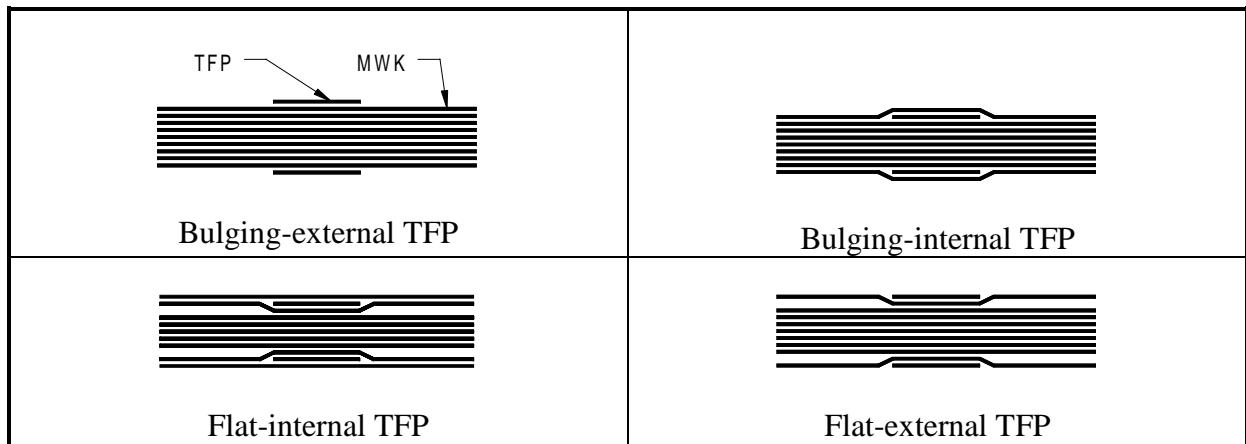 TFP MWK
Bulging-external TFP
Bulging-internal TFP
Flat-internal TFP
Flat-external TFP